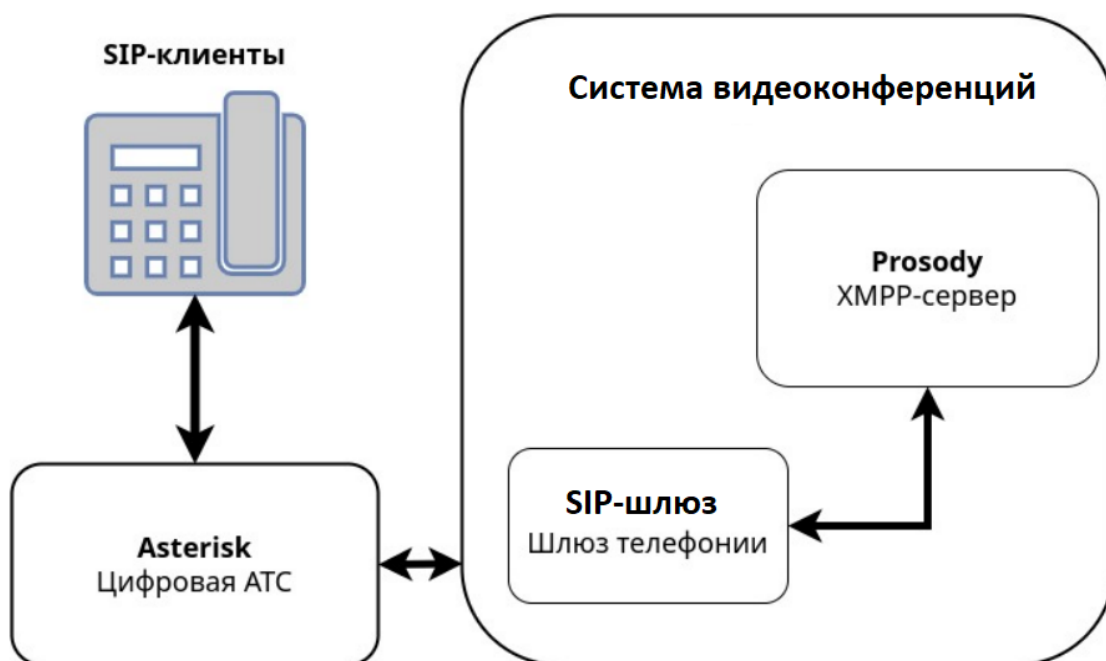 SIP-клиенты
Система видеоконференций
Prosody
XMPP-сервер
SIP-шлюз
Шлюз телефонии
Asterisk
Цифровая АТС